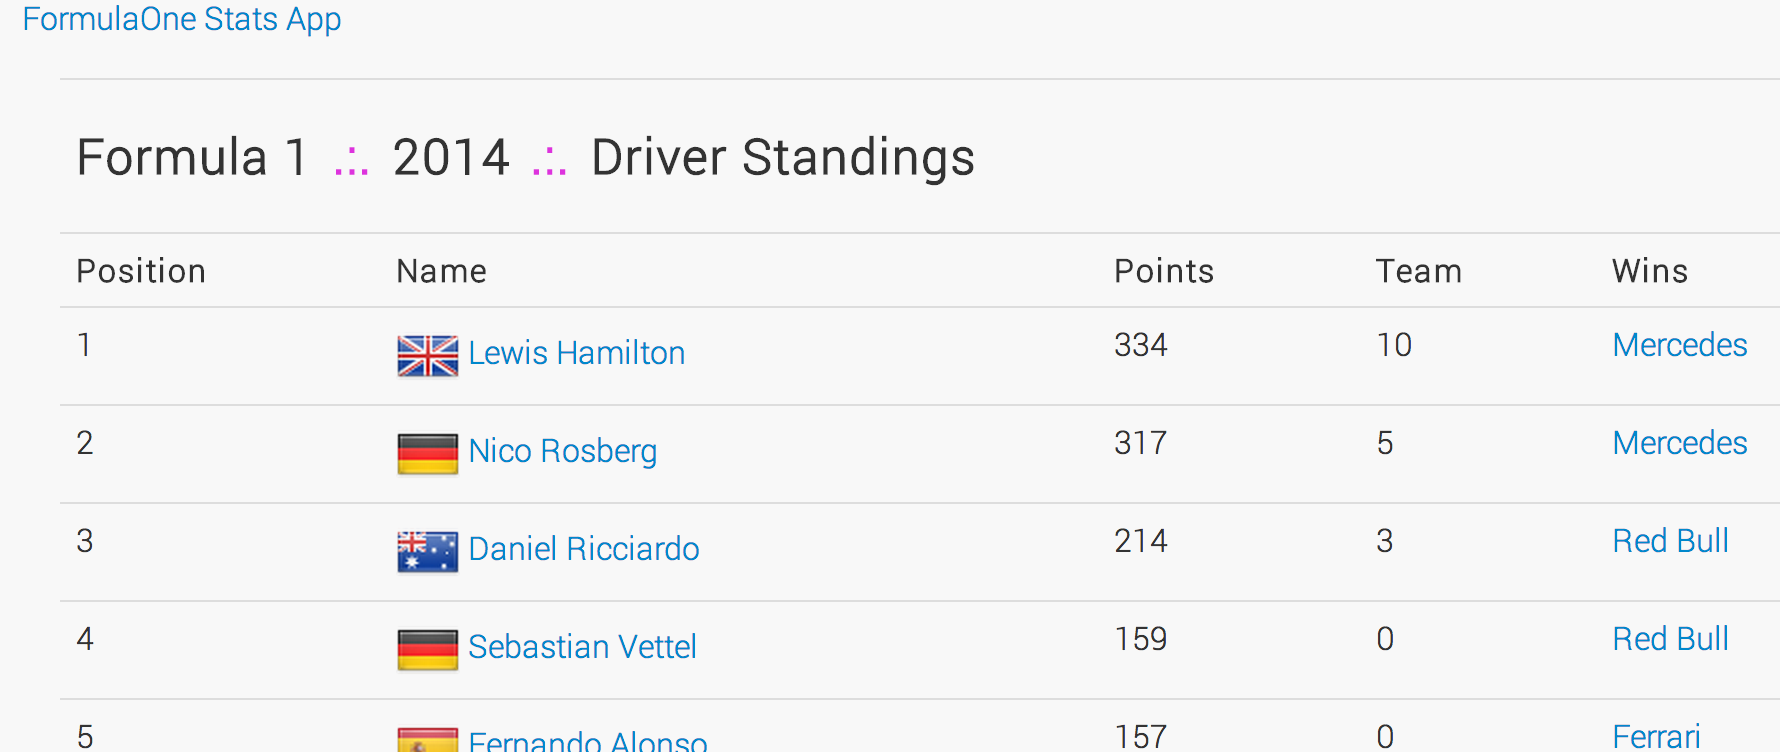 FormulaOne Stats App
Formula 1 .:. 2014 .:. Driver Standings
Position Name Points Team Wins
1 Lewis Hamilton 334 10 Mercedes
2 Nico Rosberg 317 5 Mercedes
3 Daniel Ricciardo 214 3 Red Bull
4 Sebastian Vettel 159 0 Red Bull
5 Fernando Alonso 157 0 Ferrari